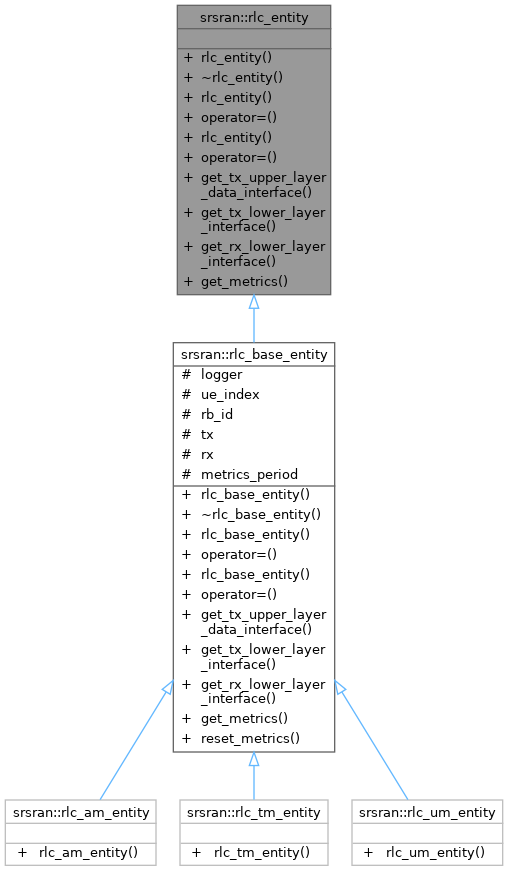 srsran::rlc_entity
+ rlc_entity()
+ ~rlc_entity()
+ rlc_entity()
+ operator=()
+ rlc_entity()
+ operator=()
+ get_tx_upper_layer
_data_interface()
+ get_tx_lower_layer
_interface()
+ get_rx_lower_layer
_interface()
+ get_metrics()
srsran::rlc_base_entity
# logger
# ue_index
# rb_id
# tx
# rx
# metrics_period
+ rlc_base_entity()
+ ~rlc_base_entity()
+ rlc_base_entity()
+ operator=()
+ rlc_base_entity()
+ operator=()
+ get_tx_upper_layer
_data_interface()
+ get_tx_lower_layer
_interface()
+ get_rx_lower_layer
_interface()
+ get_metrics()
+ reset_metrics()
srsran::rlc_am_entity
+ rlc_am_entity()
srsran::rlc_tm_entity
+ rlc_tm_entity()
srsran::rlc_um_entity
+ rlc_um_entity()